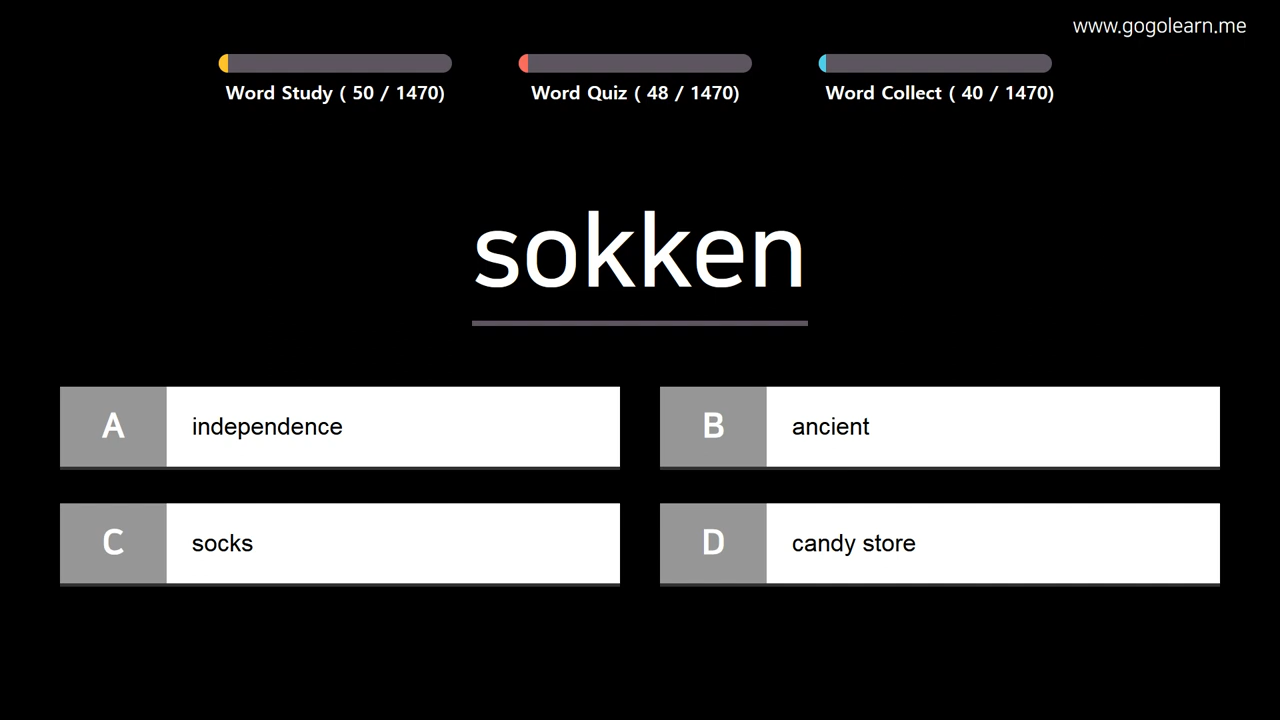 www.gogolearn.me
Word Study ( 50 / 1470)
Word Quiz ( 48 / 1470)
Word Collect ( 40 / 1470)
sokken
A independence
B ancient
C socks
D candy store